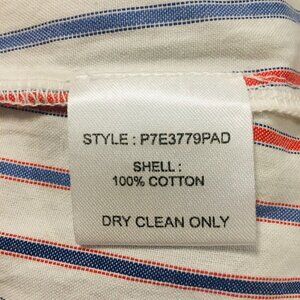 STYLE : P7E3779PAD
SHELL :
100% COTTON
DRY CLEAN ONLY